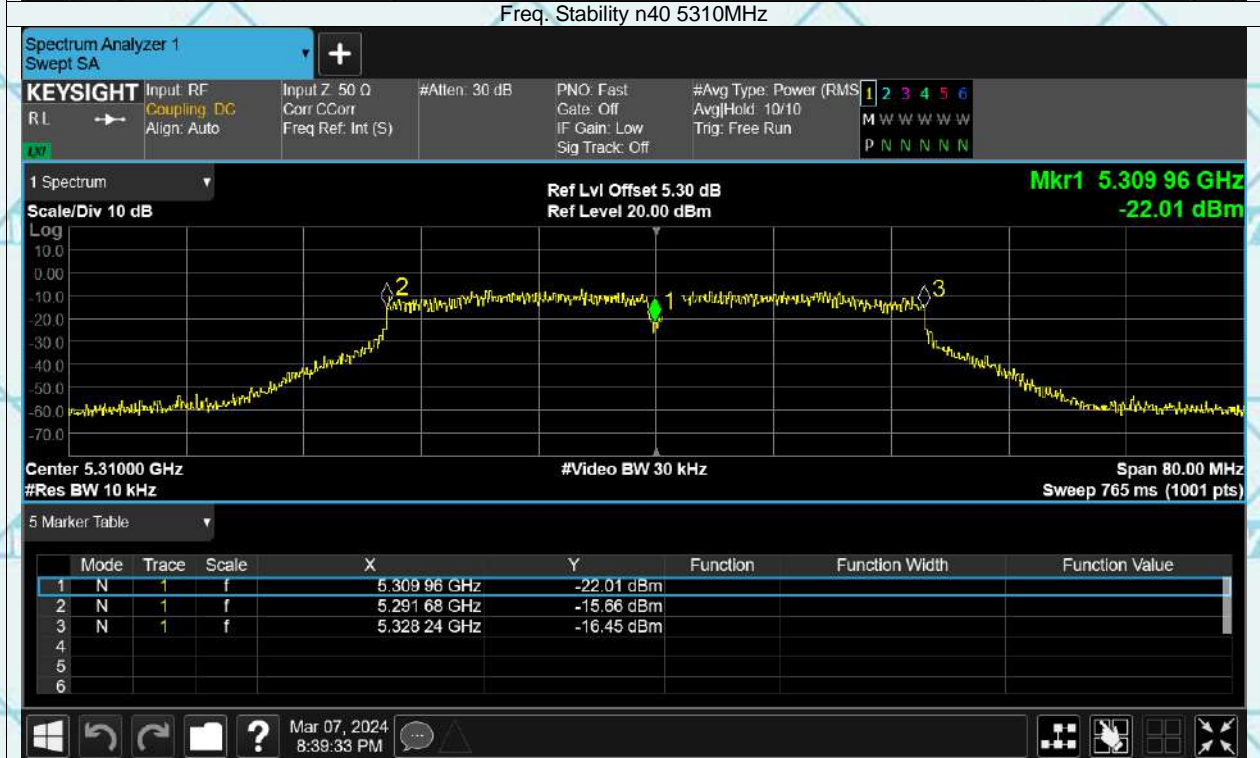 Freq. Stability n40 5310MHz
Spectrum Analyzer 1
Swept SA
+
KEYSIGHT Input: RF Input Z: 50 Ω #Atten: 30 dB PNO: Fast #Avg Type: Power (RMS 1 2 3 4 5 6
RL Coupling: DC Corr CCorr Gate: Off Avg|Hold: 10/10 M W W W W W
Align: Auto Freq Ref: Int (S) IF Gain: Low Trig: Free Run
LXI Sig Track: Off P N N N N N
1 Spectrum Ref Lvl Offset 5.30 dB Mkr1 5.309 96 GHz
Scale/Div 10 dB Ref Level 20.00 dBm -22.01 dBm
Log
10.0
0.00
-10.0 2 1 3
-20.0
-30.0
-40.0
-50.0
-60.0
-70.0
Center 5.31000 GHz #Video BW 30 kHz Span 80.00 MHz
#Res BW 10 kHz Sweep 765 ms (1001 pts)
5 Marker Table
Mode Trace Scale X Y Function Function Width Function Value
1 N 1 f 5.309 96 GHz -22.01 dBm
2 N 1 f 5.291 68 GHz -15.66 dBm
3 N 1 f 5.328 24 GHz -16.45 dBm
4
5
6
? Mar 07, 2024
8:39:33 PM